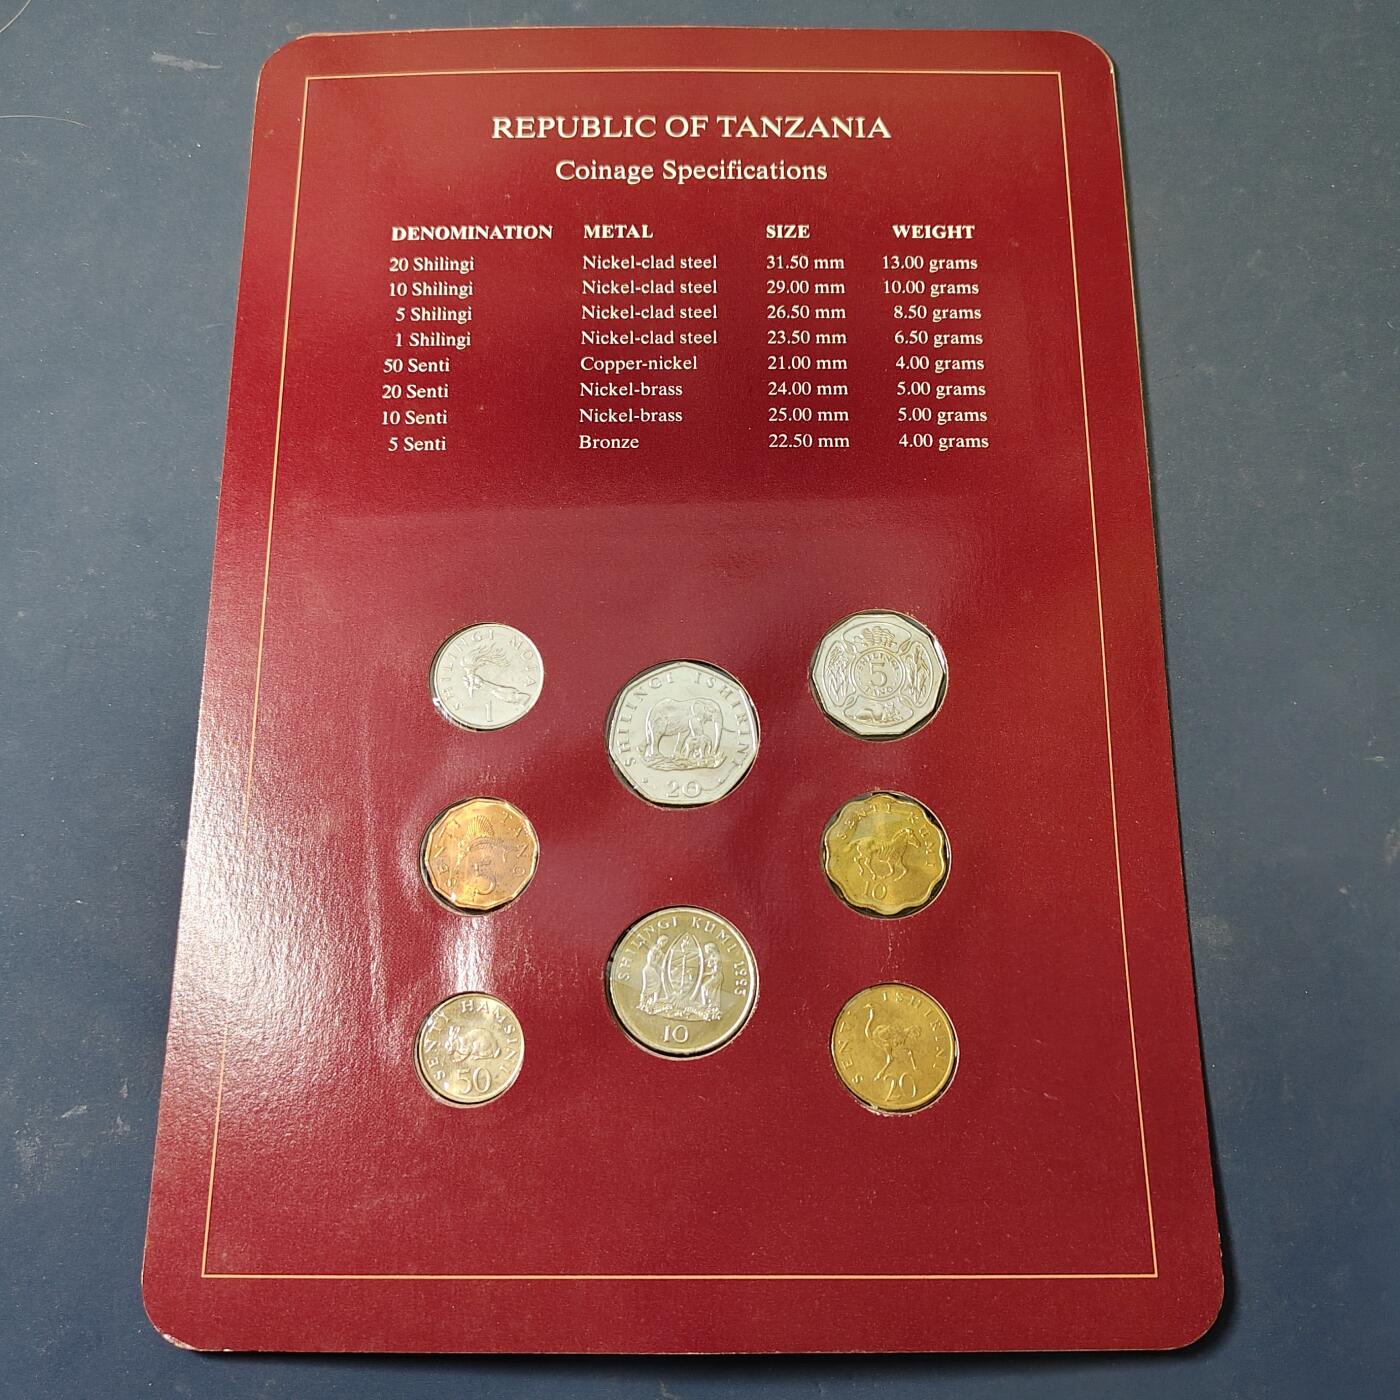 REPUBLIC OF TANZANIA
Coinage Specifications
DENOMINATION METAL SIZE WEIGHT
20 Shilingi Nickel-clad steel 31.50 mm 13.00 grams
10 Shilingi Nickel-clad steel 29.00 mm 10.00 grams
5 Shilingi Nickel-clad steel 26.50 mm 8.50 grams
1 Shilingi Nickel-clad steel 23.50 mm 6.50 grams
50 Senti Copper-nickel 21.00 mm 4.00 grams
20 Senti Nickel-brass 24.00 mm 5.00 grams
10 Senti Nickel-brass 25.00 mm 5.00 grams
5 Senti Bronze 22.50 mm 4.00 grams
SHILINGI MOJA
1
SHILINGI ISHIRINI
20
SHILINGI
5
TANO
SENTI TANO
5
SENTI KUMI
10
SHILINGI KUMI 1993
10
SENTI HAMSINI
50
SENTI ISHIRINI
20